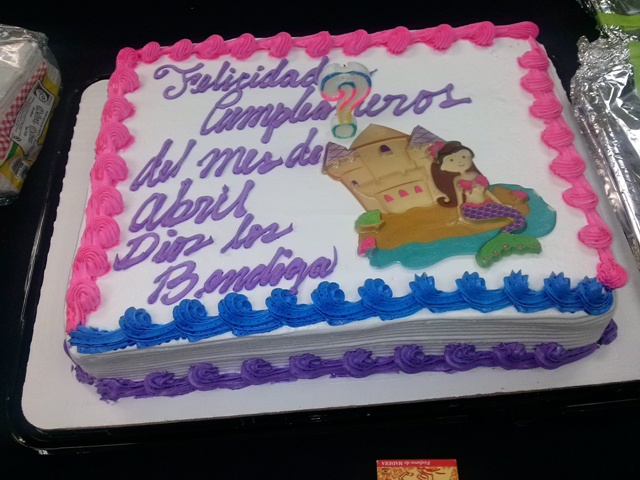 Felicidad
Cumpleañeros
del mes de
Abril
Dios los
Bendiga